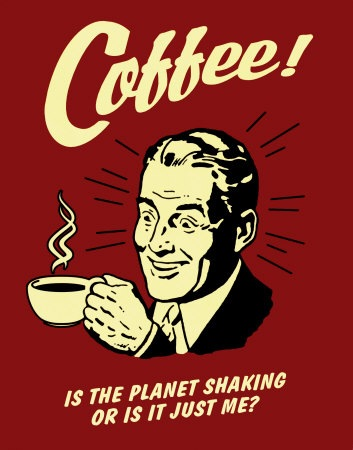 Coffee!
IS THE PLANET SHAKING
OR IS IT JUST ME?